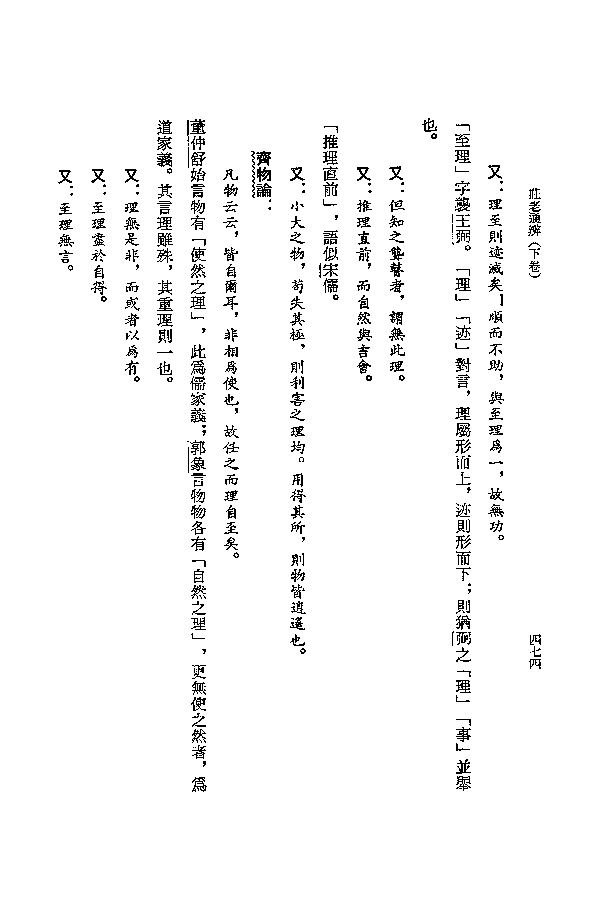 莊老通辨（下卷）
四七四
又：理至則迹滅矣。順而不助，與至理爲一，故無功。
「至理」字襲王弼。「理」「迹」對言，理屬形而上，迹則形而下；則猶弼之「理」「事」並舉
也。
又：但知之聾瞽者，謂無此理。
又：推理直前，而自然與吉會。
「推理直前」，語似宋儒。
又：小大之物，苟失其極，則利害之理均。用得其所，則物皆逍遙也。
齊物論：
凡物云云，皆自爾耳，非相爲使也，故任之而理自至矣。
董仲舒始言物有「使然之理」，此爲儒家義；郭象言物物各有「自然之理」，更無使之然者，爲
道家義。其言理雖殊，其重理則一也。
又：理無是非，而或者以爲有。
又：至理盡於自得。
又：至理無言。